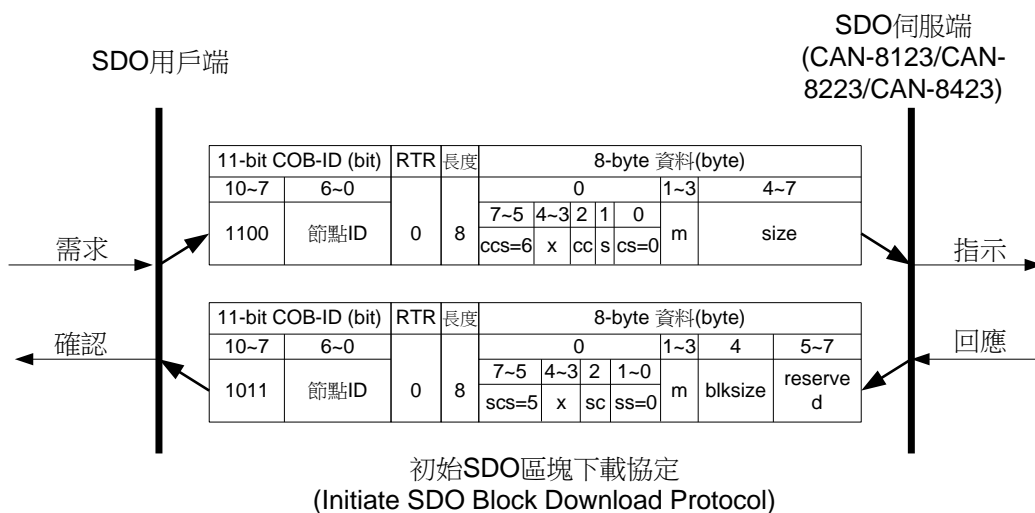 SDO用戶端
SDO伺服端
(CAN-8123/CAN-
8223/CAN-8423)
11-bit COB-ID (bit) RTR 長度 8-byte 資料(byte)
10~7 6~0 0 1~3 4~7
7~5 4~3 2 1 0
1100 節點ID 0 8 m size
ccs=6 x cc s cs=0
需求
指示
11-bit COB-ID (bit) RTR 長度 8-byte 資料(byte)
10~7 6~0 0 1~3 4 5~7
7~5 4~3 2 1~0
1011 節點ID 0 8 m blksize reserve
d
scs=5 x sc ss=0
確認
回應
初始SDO區塊下載協定
(Initiate SDO Block Download Protocol)